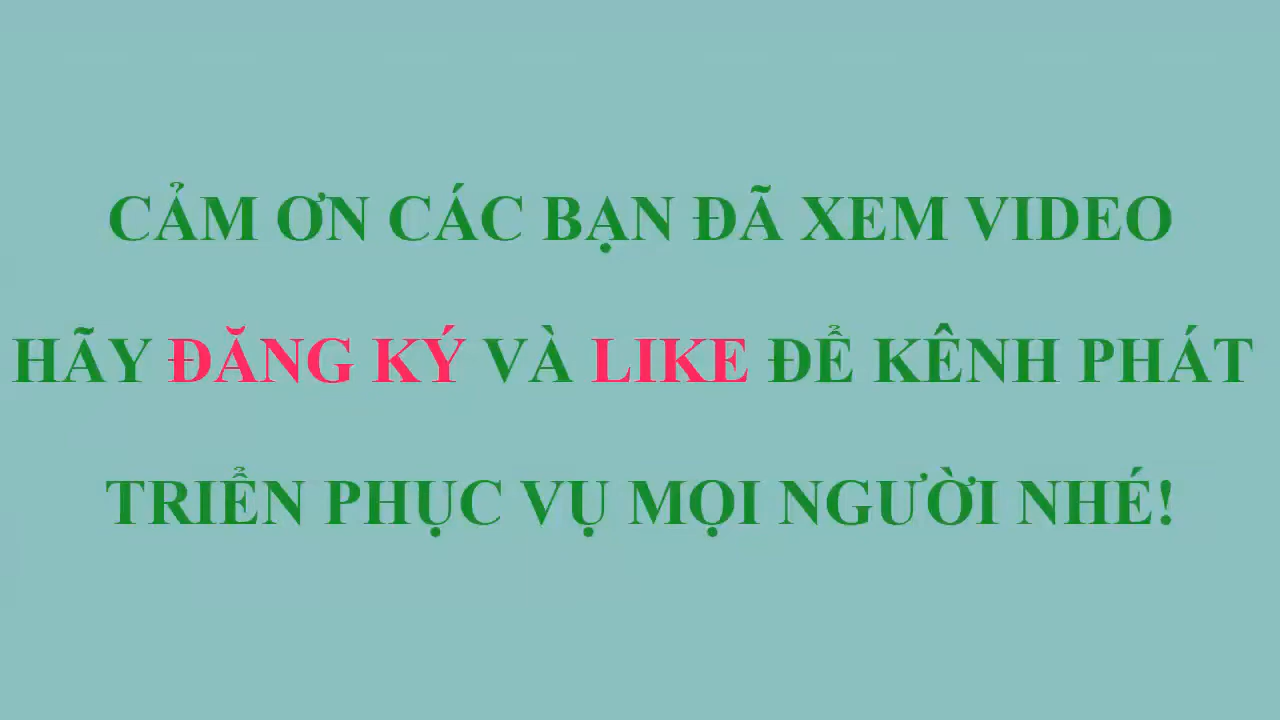 CẢM ƠN CÁC BẠN ĐÃ XEM VIDEO
HÃY ĐĂNG KÝ VÀ LIKE ĐỂ KÊNH PHÁT
TRIỂN PHỤC VỤ MỌI NGƯỜI NHÉ!